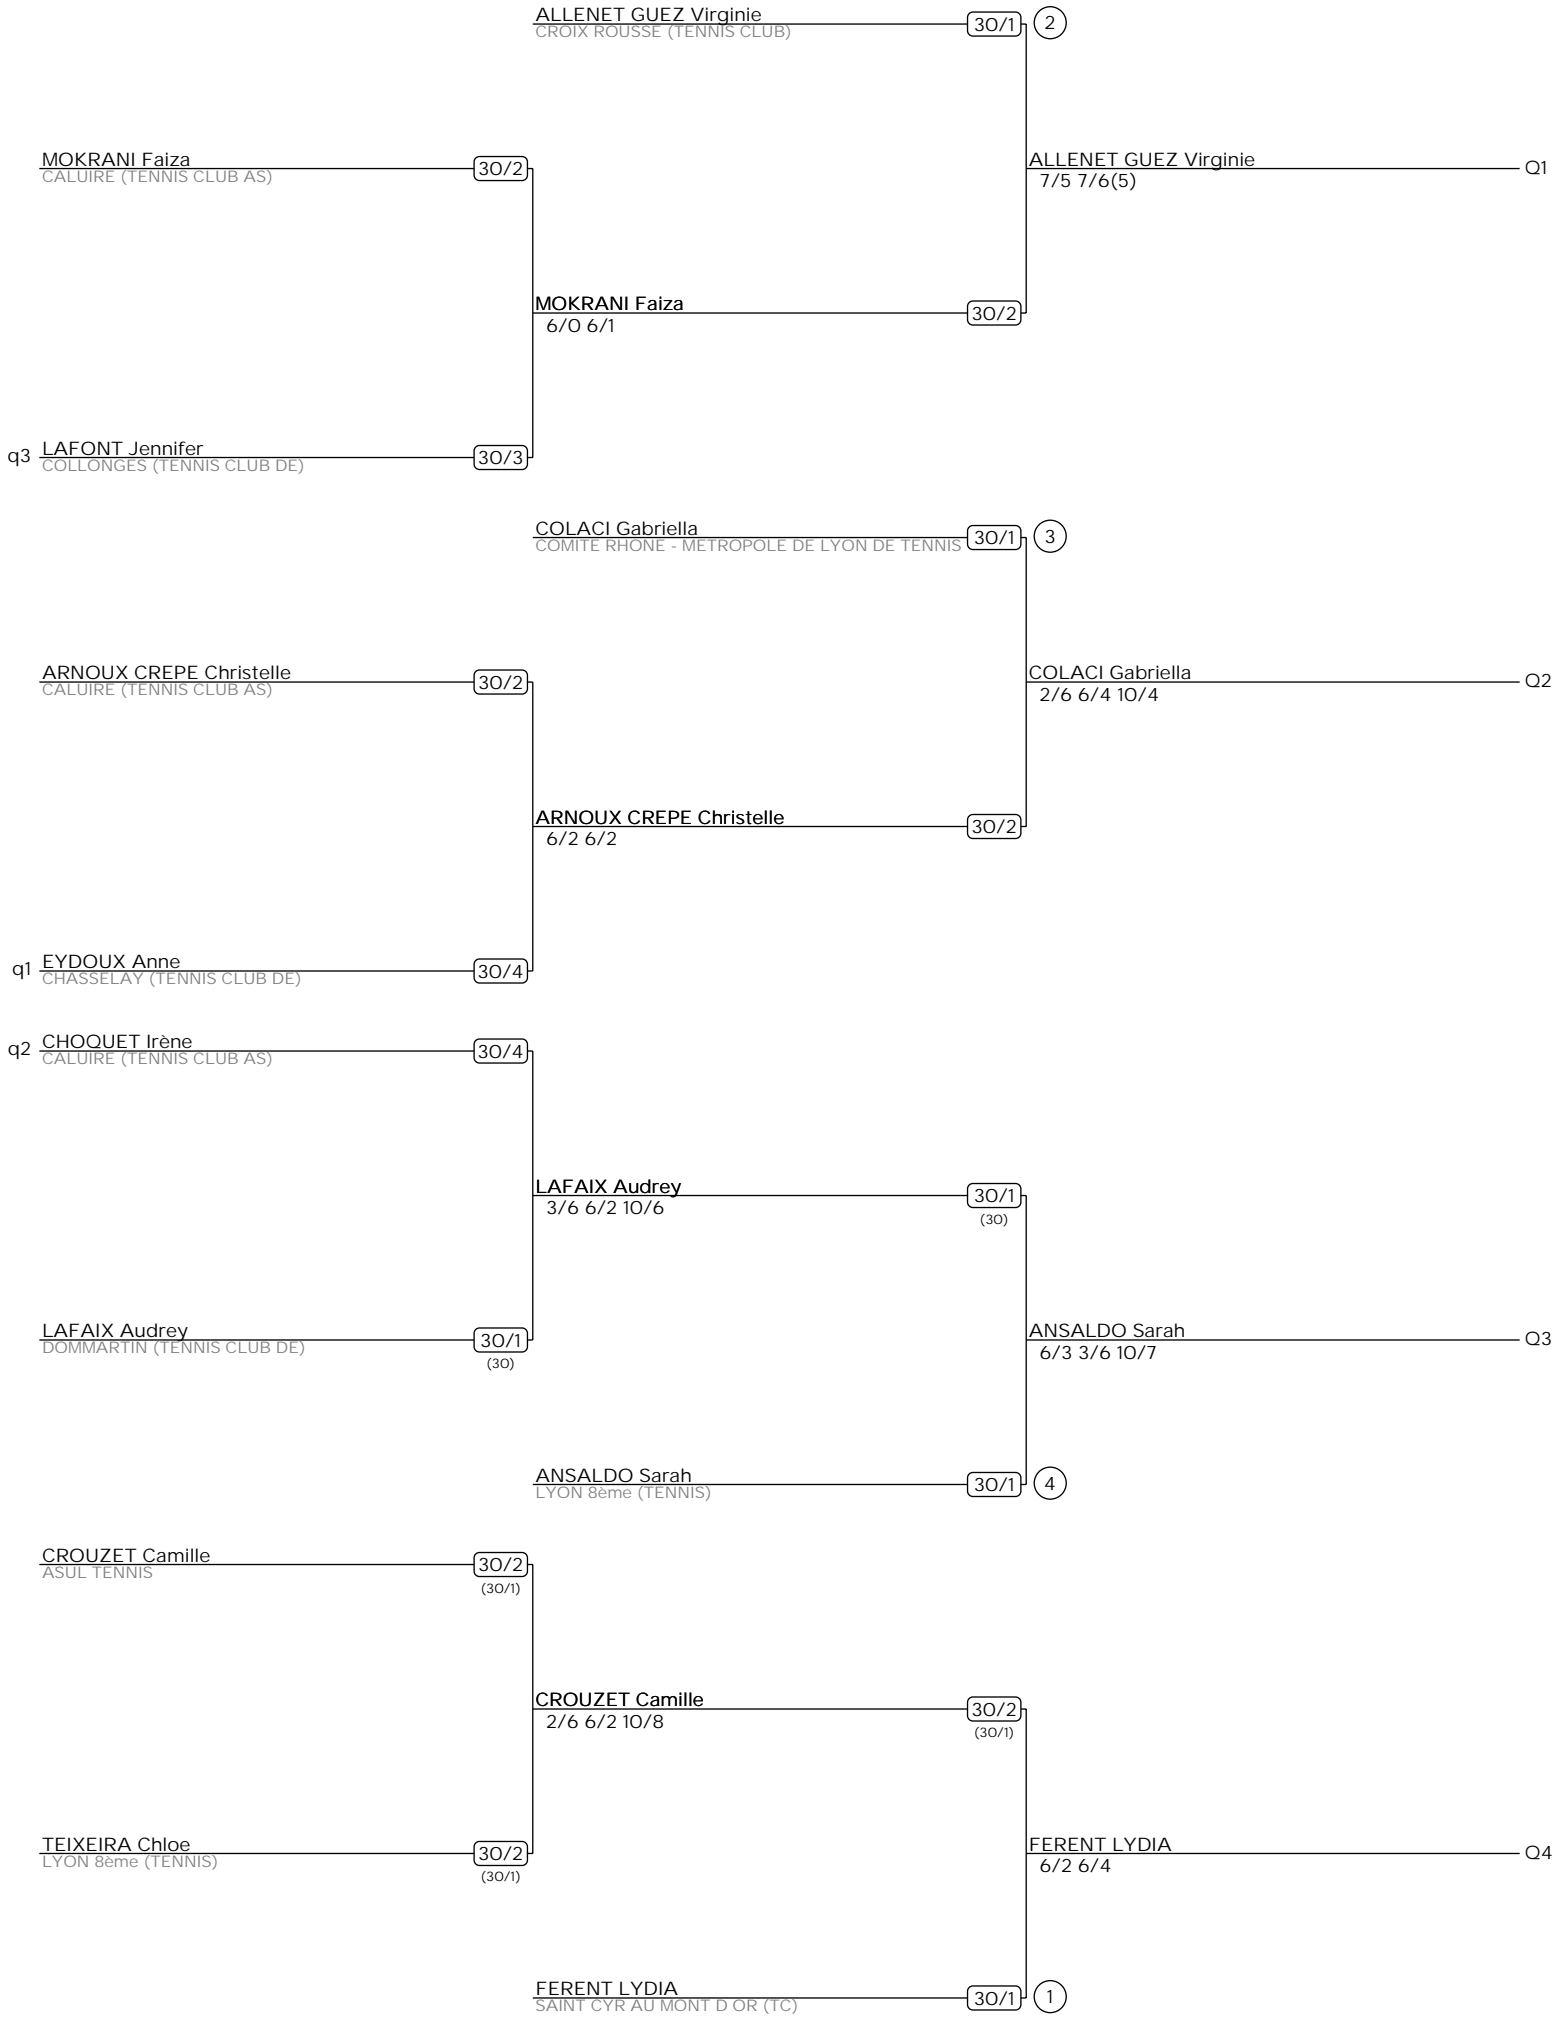 ALLENET GUEZ Virginie
CROIX ROUSSE (TENNIS CLUB)
30/1
2
MOKRANI Faiza
CALUIRE (TENNIS CLUB AS)
30/2
ALLENET GUEZ Virginie
7/5 7/6(5)
Q1
MOKRANI Faiza
6/0 6/1
30/2
q3
LAFONT Jennifer
COLLONGES (TENNIS CLUB DE)
30/3
COLACI Gabriella
COMITE RHONE - METROPOLE DE LYON DE TENNIS
30/1
3
ARNOUX CREPE Christelle
CALUIRE (TENNIS CLUB AS)
30/2
COLACI Gabriella
2/6 6/4 10/4
Q2
ARNOUX CREPE Christelle
6/2 6/2
30/2
q1
EYDOUX Anne
CHASSELAY (TENNIS CLUB DE)
30/4
q2
CHOQUET Irène
CALUIRE (TENNIS CLUB AS)
30/4
LAFAIX Audrey
3/6 6/2 10/6
30/1
(30)
LAFAIX Audrey
DOMMARTIN (TENNIS CLUB DE)
30/1
(30)
ANSALDO Sarah
6/3 3/6 10/7
Q3
ANSALDO Sarah
LYON 8ème (TENNIS)
30/1
4
CROUZET Camille
ASUL TENNIS
30/2
(30/1)
CROUZET Camille
2/6 6/2 10/8
30/2
(30/1)
TEIXEIRA Chloe
LYON 8ème (TENNIS)
30/2
(30/1)
FERENT LYDIA
6/2 6/4
Q4
FERENT LYDIA
SAINT CYR AU MONT D OR (TC)
30/1
1